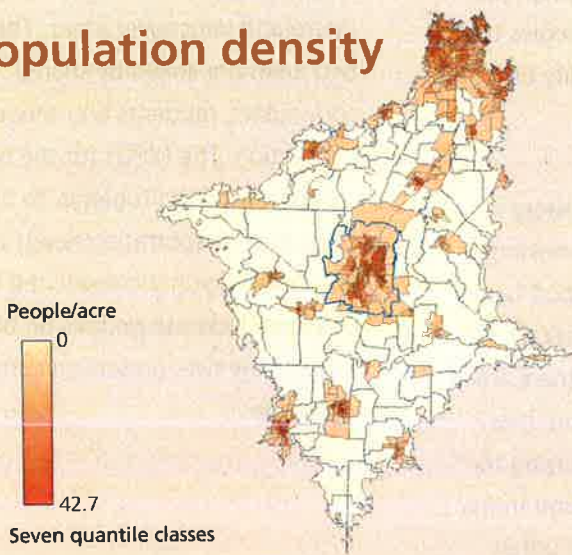 opulation density
People/acre
0
42.7
Seven quantile classes